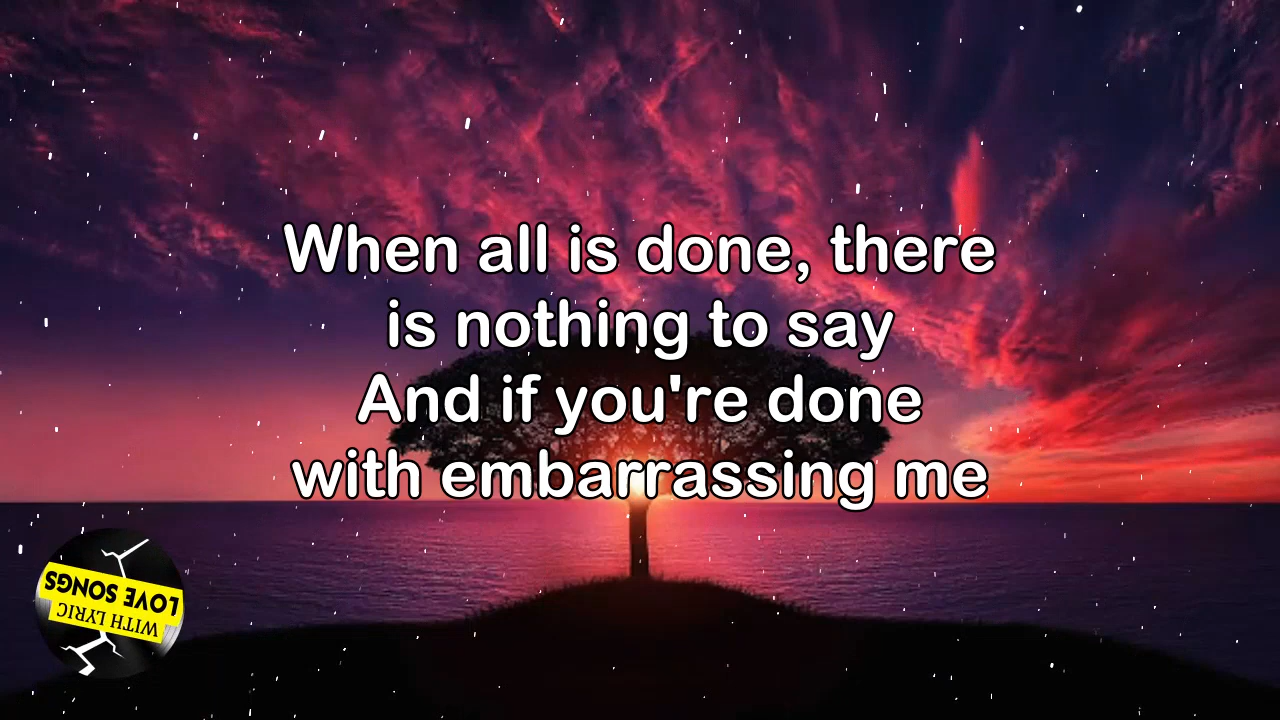 When all is done, there
is nothing to say
And if you're done
with embarrassing me
LOVE SONGS
WITH LYRIC